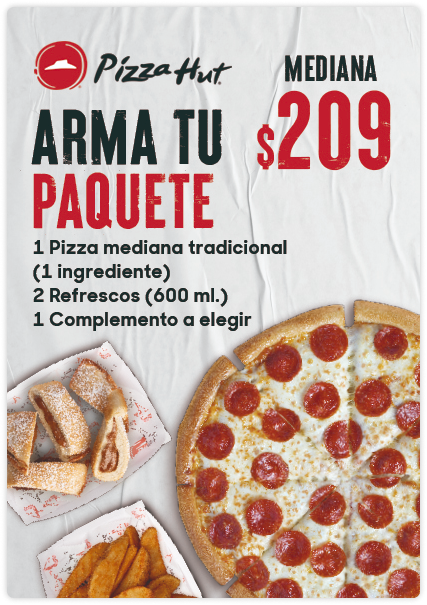 Pizza Hut
MEDIANA
$209
ARMA TU
PAQUETE
1 Pizza mediana tradicional
(1 ingrediente)
2 Refrescos (600 ml.)
1 Complemento a elegir